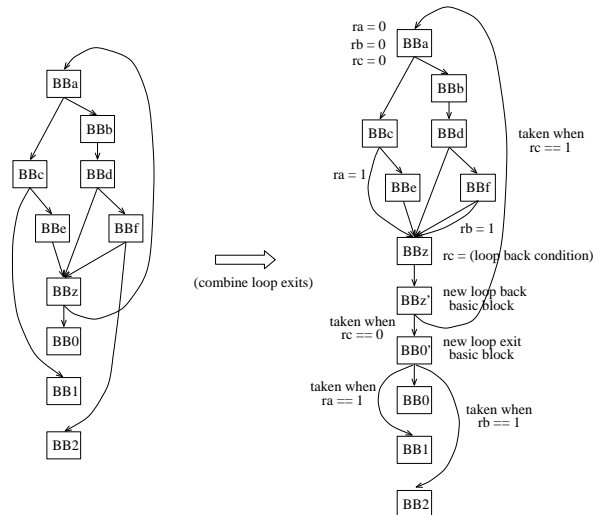 BBa
BBb
BBc
BBd
BBe
BBf
BBz
BB0
BB1
BB2
(combine loop exits)
ra = 0
rb = 0
rc = 0
BBa
BBb
BBc
BBd
taken when
rc == 1
ra = 1
BBe
BBf
rb = 1
BBz
rc = (loop back condition)
BBz'
new loop back
basic block
taken when
rc == 0
BB0'
new loop exit
basic block
taken when
ra == 1
BB0
taken when
rb == 1
BB1
BB2